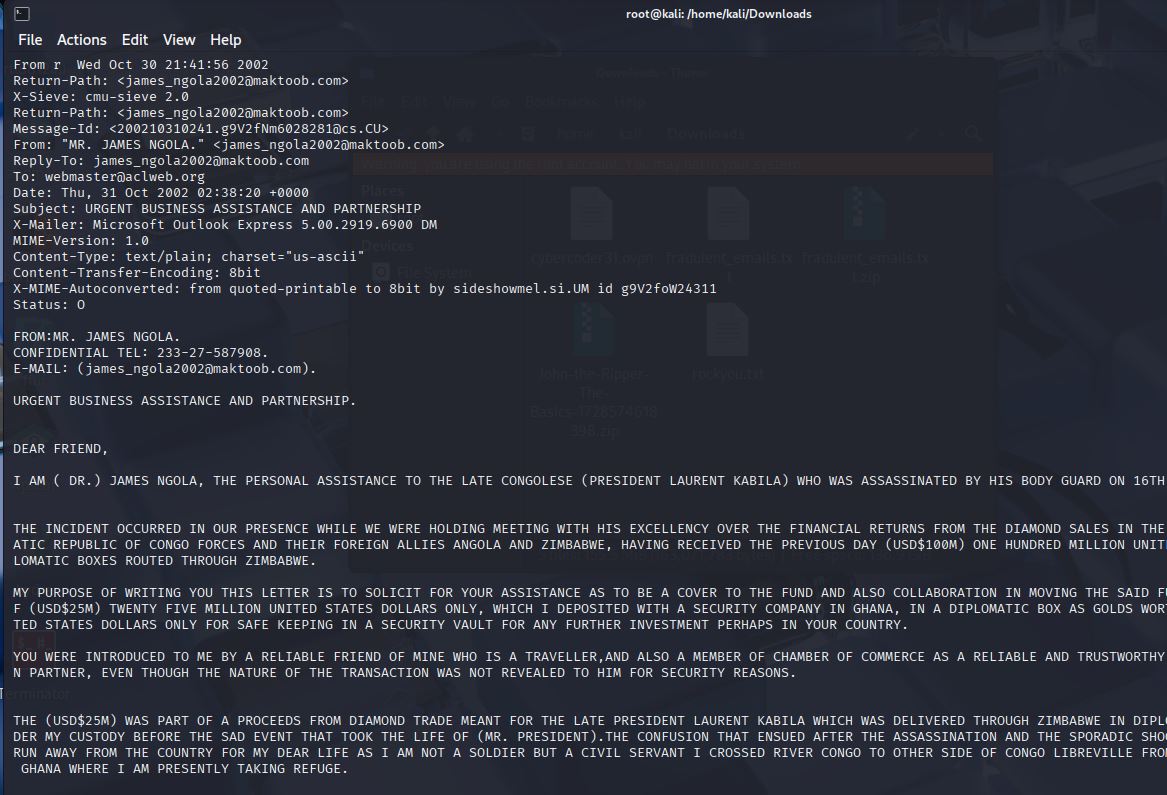 root@kali: /home/kali/Downloads
File Actions Edit View Help
From r  Wed Oct 30 21:41:56 2002
Return-Path: <james_ngola2002@maktoob.com>
X-Sieve: cmu-sieve 2.0
Return-Path: <james_ngola2002@maktoob.com>
Message-Id: <200210310241.g9V2fNm6028281@cs.CU>
From: "MR. JAMES NGOLA." <james_ngola2002@maktoob.com>
Reply-To: james_ngola2002@maktoob.com
To: webmaster@aclweb.org
Date: Thu, 31 Oct 2002 02:38:20 +0000
Subject: URGENT BUSINESS ASSISTANCE AND PARTNERSHIP
X-Mailer: Microsoft Outlook Express 5.00.2919.6900 DM
MIME-Version: 1.0
Content-Type: text/plain; charset="us-ascii"
Content-Transfer-Encoding: 8bit
X-MIME-Autoconverted: from quoted-printable to 8bit by sideshowmel.si.UM id g9V2foW24311
Status: O
FROM:MR. JAMES NGOLA.
CONFIDENTIAL TEL: 233-27-587908.
E-MAIL: (james_ngola2002@maktoob.com).
URGENT BUSINESS ASSISTANCE AND PARTNERSHIP.
DEAR FRIEND,
I AM ( DR.) JAMES NGOLA, THE PERSONAL ASSISTANCE TO THE LATE CONGOLESE (PRESIDENT LAURENT KABILA) WHO WAS ASSASSINATED BY HIS BODY GUARD ON 16TH
THE INCIDENT OCCURRED IN OUR PRESENCE WHILE WE WERE HOLDING MEETING WITH HIS EXCELLENCY OVER THE FINANCIAL RETURNS FROM THE DIAMOND SALES IN THE
ATIC REPUBLIC OF CONGO FORCES AND THEIR FOREIGN ALLIES ANGOLA AND ZIMBABWE, HAVING RECEIVED THE PREVIOUS DAY (USD$100M) ONE HUNDRED MILLION UNIT
LOMATIC BOXES ROUTED THROUGH ZIMBABWE.
MY PURPOSE OF WRITING YOU THIS LETTER IS TO SOLICIT FOR YOUR ASSISTANCE AS TO BE A COVER TO THE FUND AND ALSO COLLABORATION IN MOVING THE SAID FU
F (USD$25M) TWENTY FIVE MILLION UNITED STATES DOLLARS ONLY, WHICH I DEPOSITED WITH A SECURITY COMPANY IN GHANA, IN A DIPLOMATIC BOX AS GOLDS WOR
TED STATES DOLLARS ONLY FOR SAFE KEEPING IN A SECURITY VAULT FOR ANY FURTHER INVESTMENT PERHAPS IN YOUR COUNTRY.
YOU WERE INTRODUCED TO ME BY A RELIABLE FRIEND OF MINE WHO IS A TRAVELLER,AND ALSO A MEMBER OF CHAMBER OF COMMERCE AS A RELIABLE AND TRUSTWORTHY
N PARTNER, EVEN THOUGH THE NATURE OF THE TRANSACTION WAS NOT REVEALED TO HIM FOR SECURITY REASONS.
THE (USD$25M) WAS PART OF A PROCEEDS FROM DIAMOND TRADE MEANT FOR THE LATE PRESIDENT LAURENT KABILA WHICH WAS DELIVERED THROUGH ZIMBABWE IN DIPLO
DER MY CUSTODY BEFORE THE SAD EVENT THAT TOOK THE LIFE OF (MR. PRESIDENT).THE CONFUSION THAT ENSUED AFTER THE ASSASSINATION AND THE SPORADIC SHOO
RUN AWAY FROM THE COUNTRY FOR MY DEAR LIFE AS I AM NOT A SOLDIER BUT A CIVIL SERVANT I CROSSED RIVER CONGO TO OTHER SIDE OF CONGO LIBREVILLE FRO
GHANA WHERE I AM PRESENTLY TAKING REFUGE.